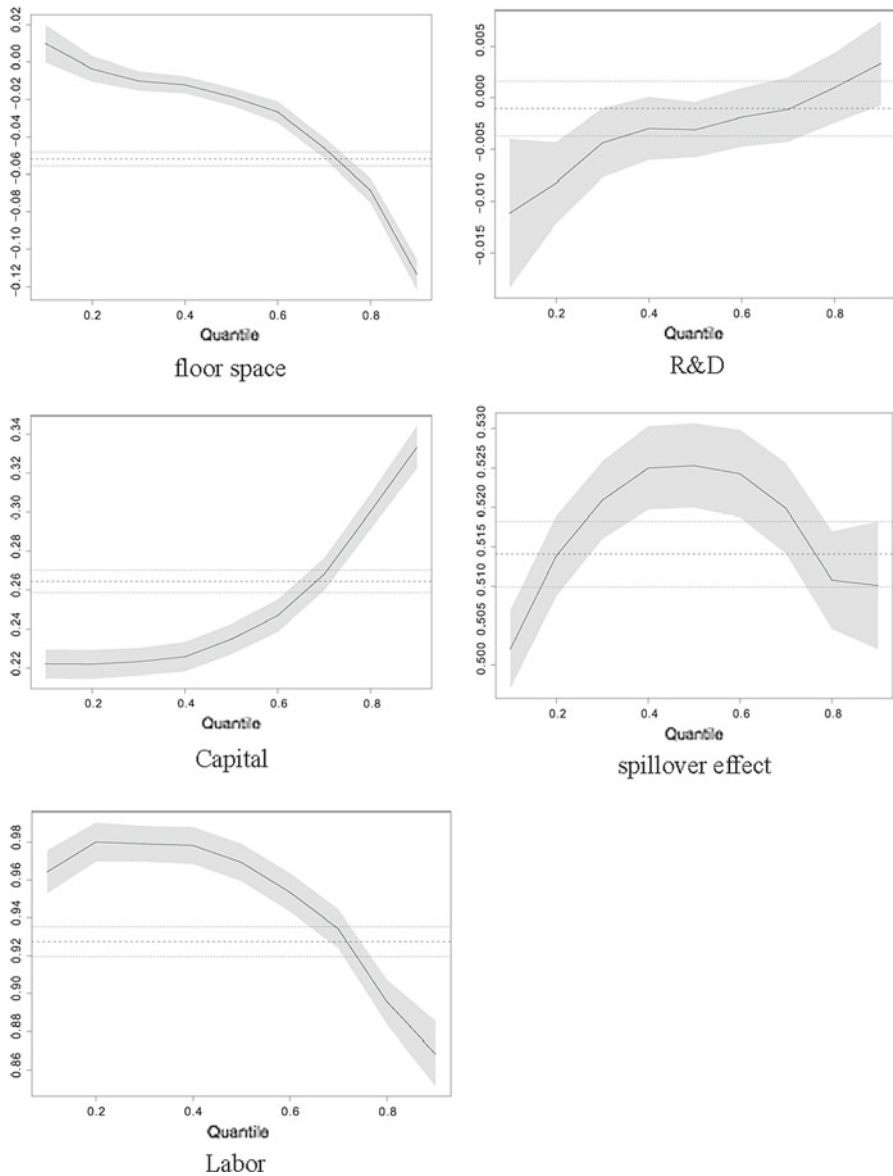 −0.12 −0.10 −0.08 −0.06 −0.04 −0.02 0.00 0.02
0.2 0.4 0.6 0.8
Quantile
floor space
−0.015 −0.010 −0.005 0.000 0.005
0.2 0.4 0.6 0.8
Quantile
R&D
0.22 0.24 0.26 0.28 0.30 0.32 0.34
0.2 0.4 0.6 0.8
Quantile
Capital
0.500 0.505 0.510 0.515 0.520 0.525 0.530
0.2 0.4 0.6 0.8
Quantile
spillover effect
0.86 0.88 0.90 0.92 0.94 0.96 0.98
0.2 0.4 0.6 0.8
Quantile
Labor